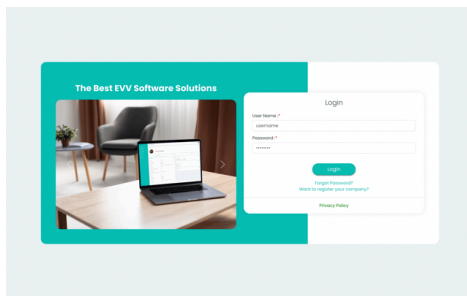 The Best EVV Software Solutions
Login
User Name :*
username
Password :*
••••••••
Login
Forgot Password?
Want to register your company?
Privacy Policy